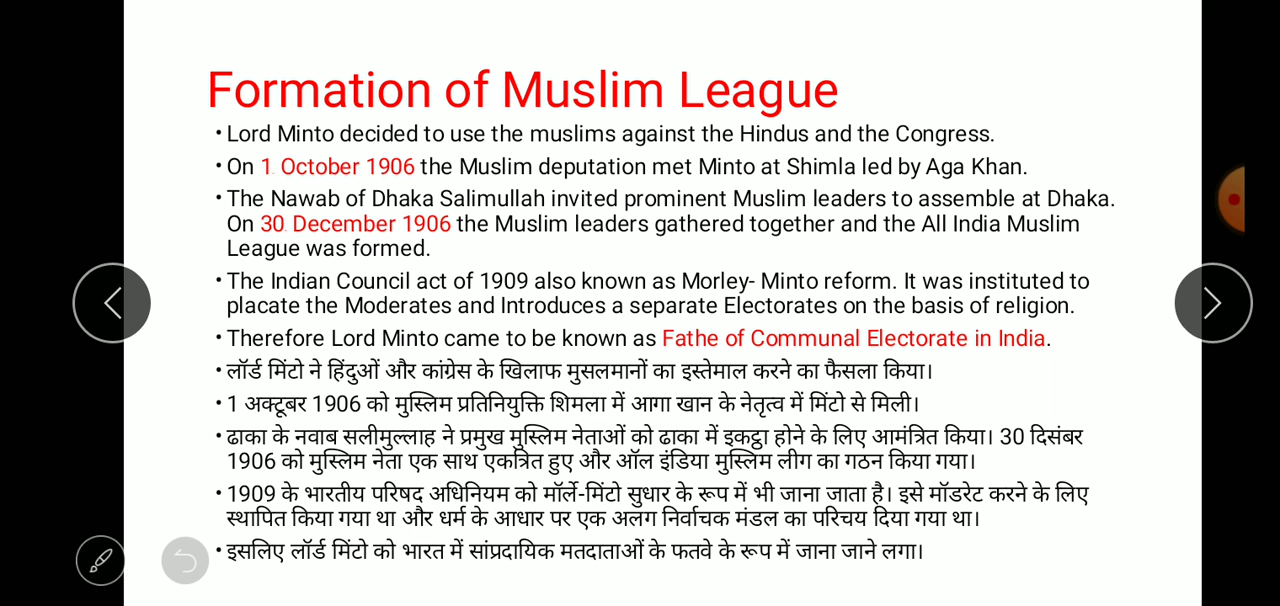 Formation of Muslim League
• Lord Minto decided to use the muslims against the Hindus and the Congress.
• On 1 October 1906 the Muslim deputation met Minto at Shimla led by Aga Khan.
• The Nawab of Dhaka Salimullah invited prominent Muslim leaders to assemble at Dhaka.
On 30 December 1906 the Muslim leaders gathered together and the All India Muslim
League was formed.
• The Indian Council act of 1909 also known as Morley- Minto reform. It was instituted to
placate the Moderates and Introduces a separate Electorates on the basis of religion.
• Therefore Lord Minto came to be known as Fathe of Communal Electorate in India.
• लॉर्ड मिंटो ने हिंदुओं और कांग्रेस के खिलाफ मुसलमानों का इस्तेमाल करने का फैसला किया।
• 1 अक्टूबर 1906 को मुस्लिम प्रतिनियुक्ति शिमला में आगा खान के नेतृत्व में मिंटो से मिली।
• ढाका के नवाब सलीमुल्लाह ने प्रमुख मुस्लिम नेताओं को ढाका में इकट्ठा होने के लिए आमंत्रित किया। 30 दिसंबर
1906 को मुस्लिम नेता एक साथ एकत्रित हुए और ऑल इंडिया मुस्लिम लीग का गठन किया गया।
• 1909 के भारतीय परिषद अधिनियम को मॉर्ले-मिंटो सुधार के रूप में भी जाना जाता है। इसे मॉडरेट करने के लिए
स्थापित किया गया था और धर्म के आधार पर एक अलग निर्वाचक मंडल का परिचय दिया गया था।
• इसलिए लॉर्ड मिंटो को भारत में सांप्रदायिक मतदाताओं के फतवे के रूप में जाना जाने लगा।